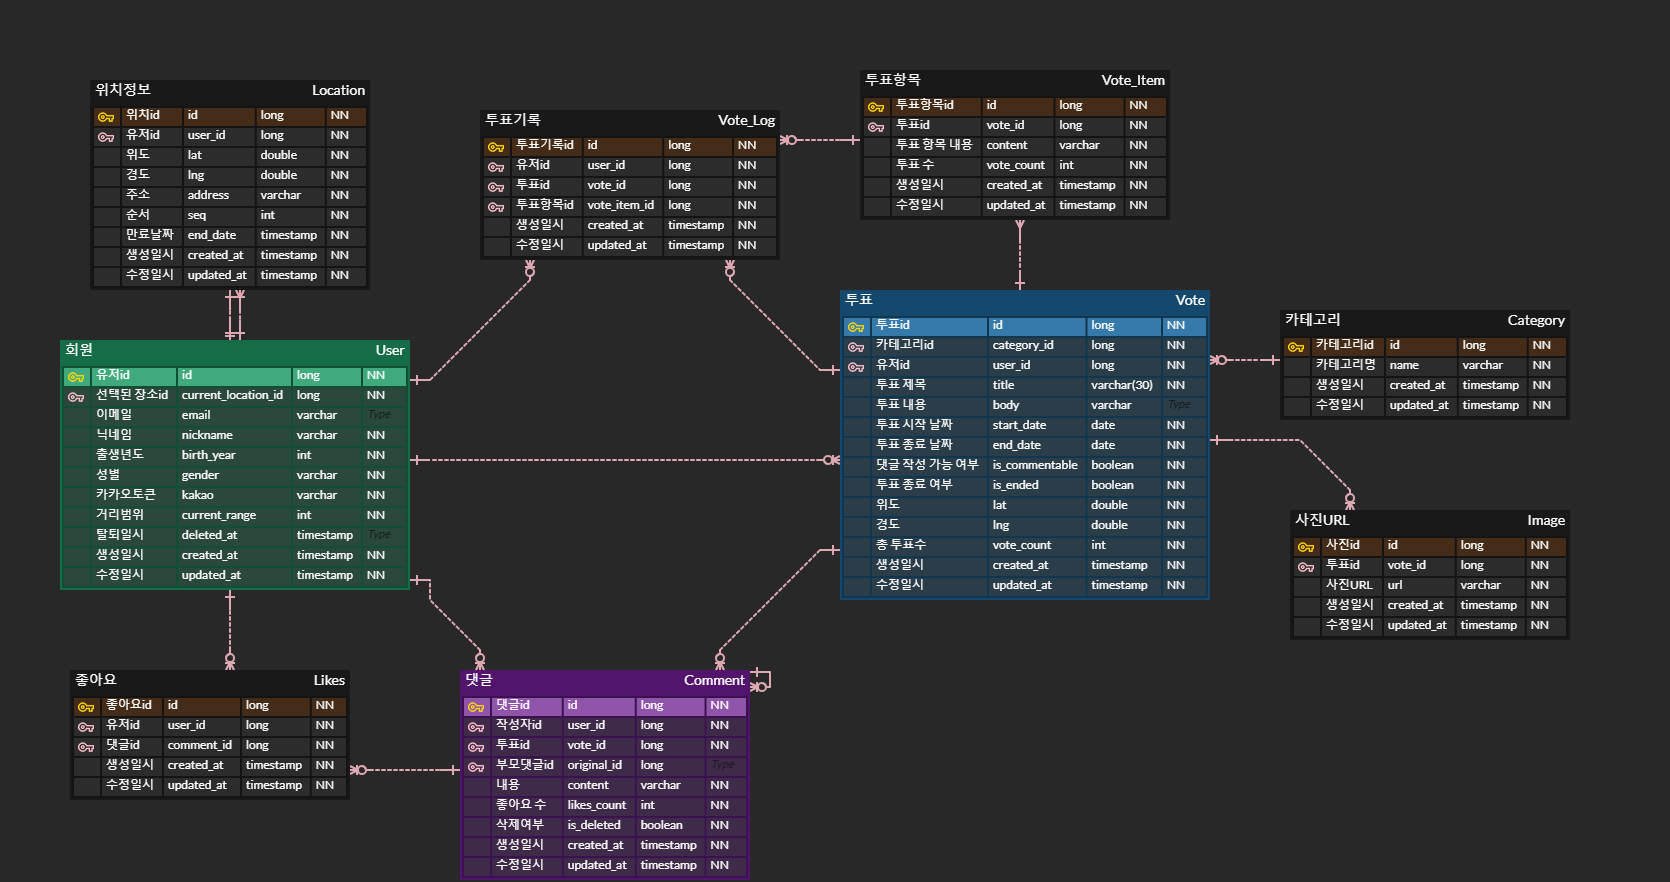 위치정보 Location
위치id id long NN
유저id user_id long NN
위도 lat double NN
경도 lng double NN
주소 address varchar NN
순서 seq int NN
만료날짜 end_date timestamp NN
생성일시 created_at timestamp NN
수정일시 updated_at timestamp NN
투표기록 Vote_Log
투표기록id id long NN
유저id user_id long NN
투표id vote_id long NN
투표항목id vote_item_id long NN
생성일시 created_at timestamp NN
수정일시 updated_at timestamp NN
투표항목 Vote_Item
투표항목id id long NN
투표id vote_id long NN
투표 항목 내용 content varchar NN
투표 수 vote_count int NN
생성일시 created_at timestamp NN
수정일시 updated_at timestamp NN
회원 User
유저id id long NN
선택된 장소id current_location_id long NN
이메일 email varchar Type
닉네임 nickname varchar NN
출생년도 birth_year int NN
성별 gender varchar NN
카카오토큰 kakao varchar NN
거리범위 current_range int NN
탈퇴일시 deleted_at timestamp Type
생성일시 created_at timestamp NN
수정일시 updated_at timestamp NN
투표 Vote
투표id id long NN
카테고리id category_id long NN
유저id user_id long NN
투표 제목 title varchar(30) NN
투표 내용 body varchar Type
투표 시작 날짜 start_date date NN
투표 종료 날짜 end_date date NN
댓글 작성 가능 여부 is_commentable boolean NN
투표 종료 여부 is_ended boolean NN
위도 lat double NN
경도 lng double NN
총 투표수 vote_count int NN
생성일시 created_at timestamp NN
수정일시 updated_at timestamp NN
카테고리 Category
카테고리id id long NN
카테고리명 name varchar NN
생성일시 created_at timestamp NN
수정일시 updated_at timestamp NN
사진URL Image
사진id id long NN
투표id vote_id long NN
사진URL url varchar NN
생성일시 created_at timestamp NN
수정일시 updated_at timestamp NN
좋아요 Likes
좋아요id id long NN
유저id user_id long NN
댓글id comment_id long NN
생성일시 created_at timestamp NN
수정일시 updated_at timestamp NN
댓글 Comment
댓글id id long NN
작성자id user_id long NN
투표id vote_id long NN
부모댓글id original_id long Type
내용 content varchar NN
좋아요 수 likes_count int NN
삭제여부 is_deleted boolean NN
생성일시 created_at timestamp NN
수정일시 updated_at timestamp NN